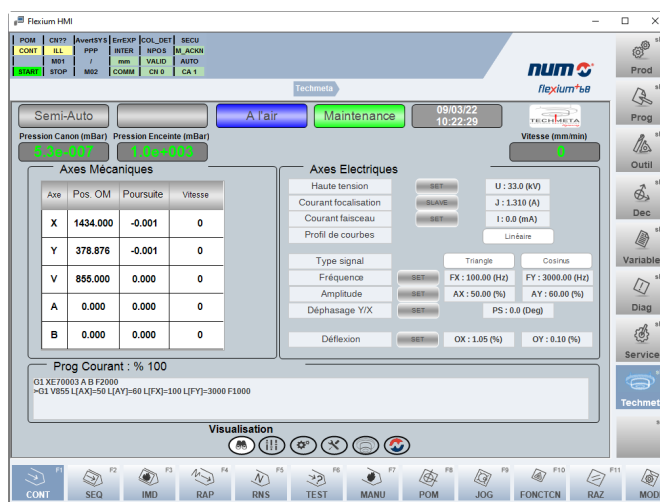 Flexium HMI
POM CN?? AvertSYS ErrEXP COL_DET SECU
CONT ILL PPP INTER NPOS M_ACKN
M01 / mm VALID AUTO
START STOP M02 COMM CN 0 CA 1
num
flexium+68
Techmeta
Semi-Auto A l'air Maintenance 09/03/22 10:22:29 TECHMETA
Pression Canon (mBar) Pression Enceinte (mBar) Vitesse (mm/min)
5.3e-007 1.0e+003 0
Axes Mécaniques
Axe Pos. OM Poursuite Vitesse
X 1434.000 -0.001 0
Y 378.876 -0.001 0
V 855.000 0.000 0
A 0.000 0.000 0
B 0.000 0.000 0
Axes Electriques
Haute tension SET U : 33.0 (kV)
Courant focalisation SLAVE J : 1.310 (A)
Courant faisceau SET I : 0.0 (mA)
Profil de courbes Linéaire
Type signal Triangle Cosinus
Fréquence SET FX : 100.00 (Hz) FY : 3000.00 (Hz)
Amplitude SET AX : 50.00 (%) AY : 60.00 (%)
Déphasage Y/X SET PS : 0.0 (Deg)
Déflexion SET OX : 1.05 (%) OY : 0.10 (%)
Prog Courant : % 100
G1 XE70003 A B F2000
>G1 V855 L[AX]=50 L[AY]=60 L[FX]=100 L[FY]=3000 F1000
Visualisation
Prod
Prog
Outil
Dec
Variable
Diag
Service
Techmet
F1 F2 F3 F4 F5 F6 F7 F8 F9 F10 F11
CONT SEQ IMD RAP RNS TEST MANU POM JOG FONCTCN RAZ MOD